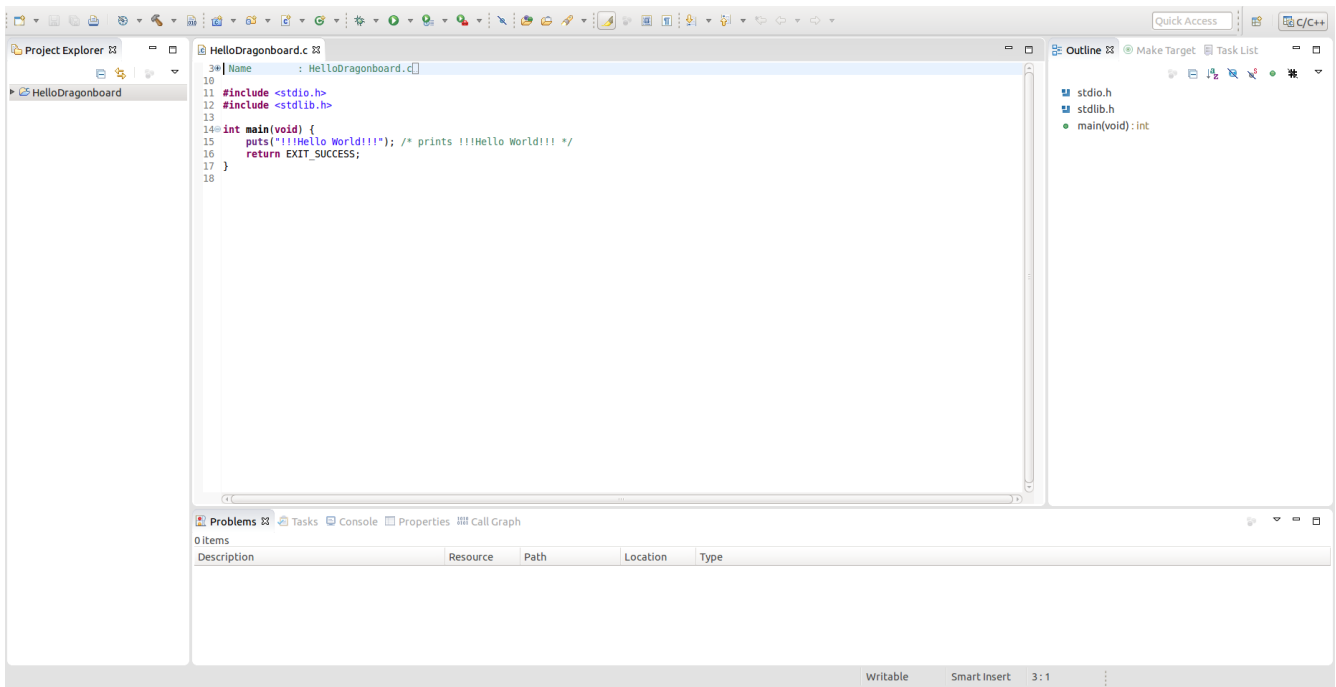 Quick Access
C/C++
Project Explorer
HelloDragonboard
HelloDragonboard.c
3 Name : HelloDragonboard.c
10
11 #include <stdio.h>
12 #include <stdlib.h>
13
14 int main(void) {
15 puts("!!!Hello World!!!"); /* prints !!!Hello World!!! */
16 return EXIT_SUCCESS;
17 }
18
Outline Make Target Task List
stdio.h
stdlib.h
main(void) : int
Problems Tasks Console Properties Call Graph
0 items
Description Resource Path Location Type
Writable Smart Insert 3 : 1